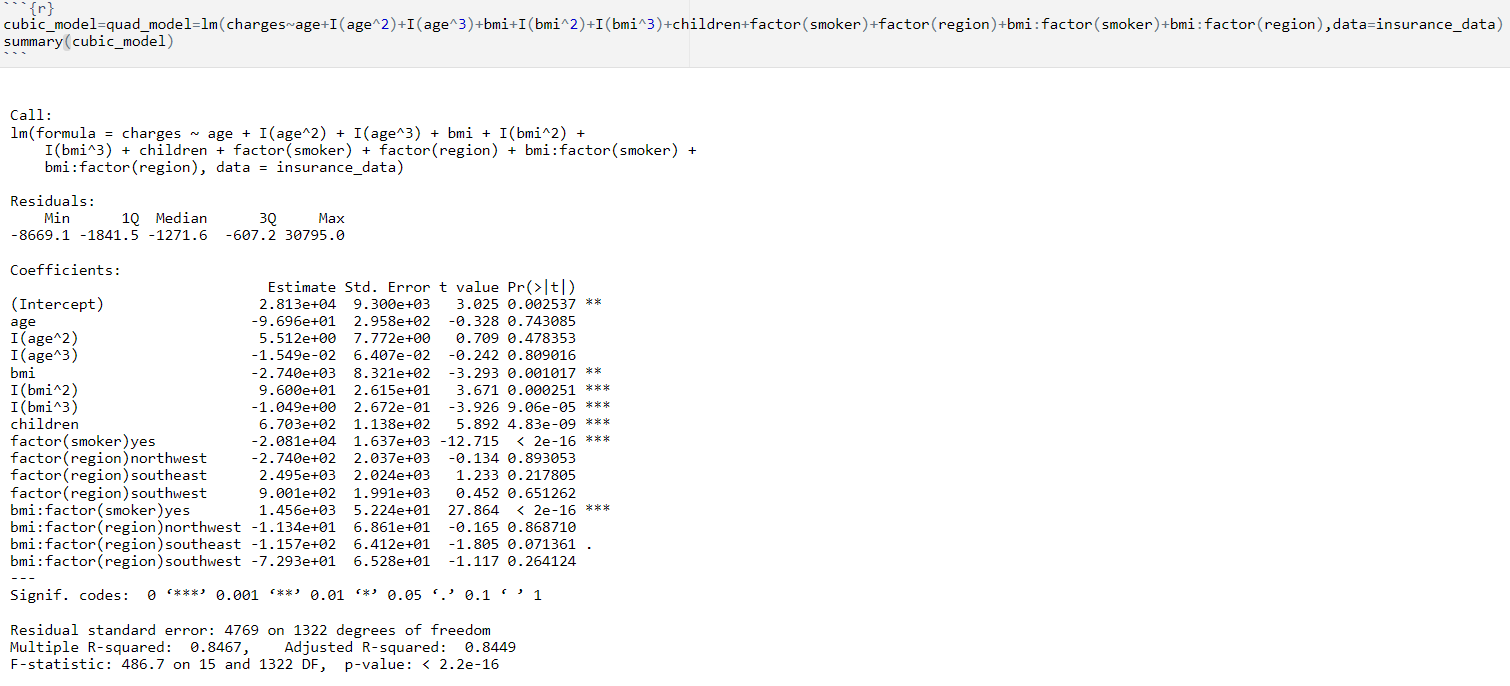 ```{r}
cubic_model=quad_model=lm(charges~age+I(age^2)+I(age^3)+bmi+I(bmi^2)+I(bmi^3)+children+factor(smoker)+factor(region)+bmi:factor(smoker)+bmi:factor(region),data=insurance_data)
summary(cubic_model)
```
Call:
lm(formula = charges ~ age + I(age^2) + I(age^3) + bmi + I(bmi^2) +
    I(bmi^3) + children + factor(smoker) + factor(region) + bmi:factor(smoker) +
    bmi:factor(region), data = insurance_data)
Residuals:
    Min      1Q  Median      3Q     Max
-8669.1 -1841.5 -1271.6  -607.2 30795.0
Coefficients:
                              Estimate Std. Error t value Pr(>|t|)
(Intercept)                  2.813e+04  9.300e+03   3.025 0.002537 **
age                         -9.696e+01  2.958e+02  -0.328 0.743085
I(age^2)                     5.512e+00  7.772e+00   0.709 0.478353
I(age^3)                    -1.549e-02  6.407e-02  -0.242 0.809016
bmi                         -2.740e+03  8.321e+02  -3.293 0.001017 **
I(bmi^2)                     9.600e+01  2.615e+01   3.671 0.000251 ***
I(bmi^3)                    -1.049e+00  2.672e-01  -3.926 9.06e-05 ***
children                     6.703e+02  1.138e+02   5.892 4.83e-09 ***
factor(smoker)yes           -2.081e+04  1.637e+03 -12.715  < 2e-16 ***
factor(region)northwest     -2.740e+02  2.037e+03  -0.134 0.893053
factor(region)southeast      2.495e+03  2.024e+03   1.233 0.217805
factor(region)southwest      9.001e+02  1.991e+03   0.452 0.651262
bmi:factor(smoker)yes        1.456e+03  5.224e+01  27.864  < 2e-16 ***
bmi:factor(region)northwest -1.134e+01  6.861e+01  -0.165 0.868710
bmi:factor(region)southeast -1.157e+02  6.412e+01  -1.805 0.071361 .
bmi:factor(region)southwest -7.293e+01  6.528e+01  -1.117 0.264124
---
Signif. codes:  0 ‘***’ 0.001 ‘**’ 0.01 ‘*’ 0.05 ‘.’ 0.1 ‘ ’ 1
Residual standard error: 4769 on 1322 degrees of freedom
Multiple R-squared:  0.8467,    Adjusted R-squared:  0.8449
F-statistic: 486.7 on 15 and 1322 DF,  p-value: < 2.2e-16